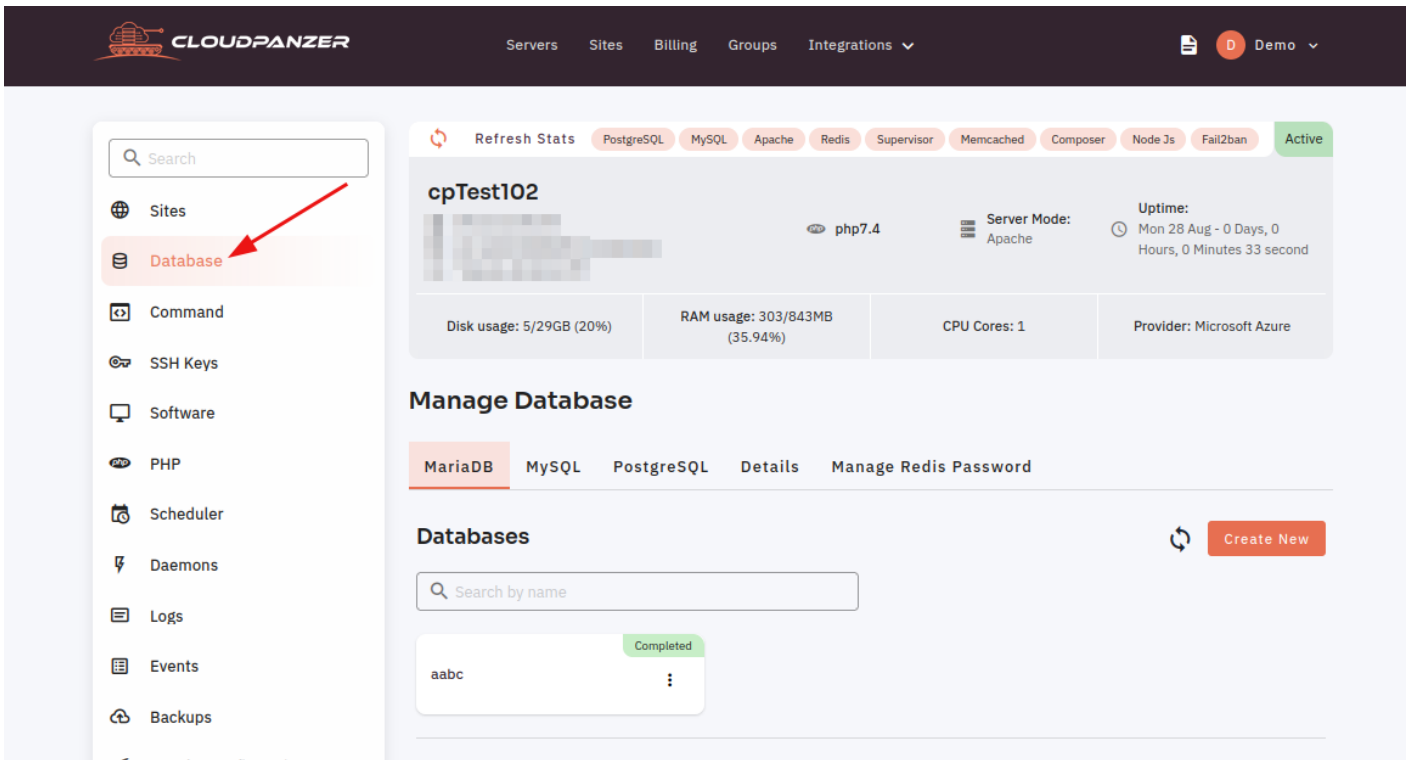 CLOUDPANZER
Servers Sites Billing Groups Integrations
D Demo
Search
Sites
Database
Command
SSH Keys
Software
php PHP
Scheduler
Daemons
Logs
Events
Backups
Refresh Stats PostgreSQL MySQL Apache Redis Supervisor Memcached Composer Node Js Fail2ban Active
cpTest102
php php7.4
Server Mode:
Apache
Uptime:
Mon 28 Aug - 0 Days, 0
Hours, 0 Minutes 33 second
Disk usage: 5/29GB (20%)
RAM usage: 303/843MB
(35.94%)
CPU Cores: 1
Provider: Microsoft Azure
Manage Database
MariaDB MySQL PostgreSQL Details Manage Redis Password
Databases
Create New
Search by name
Completed
aabc